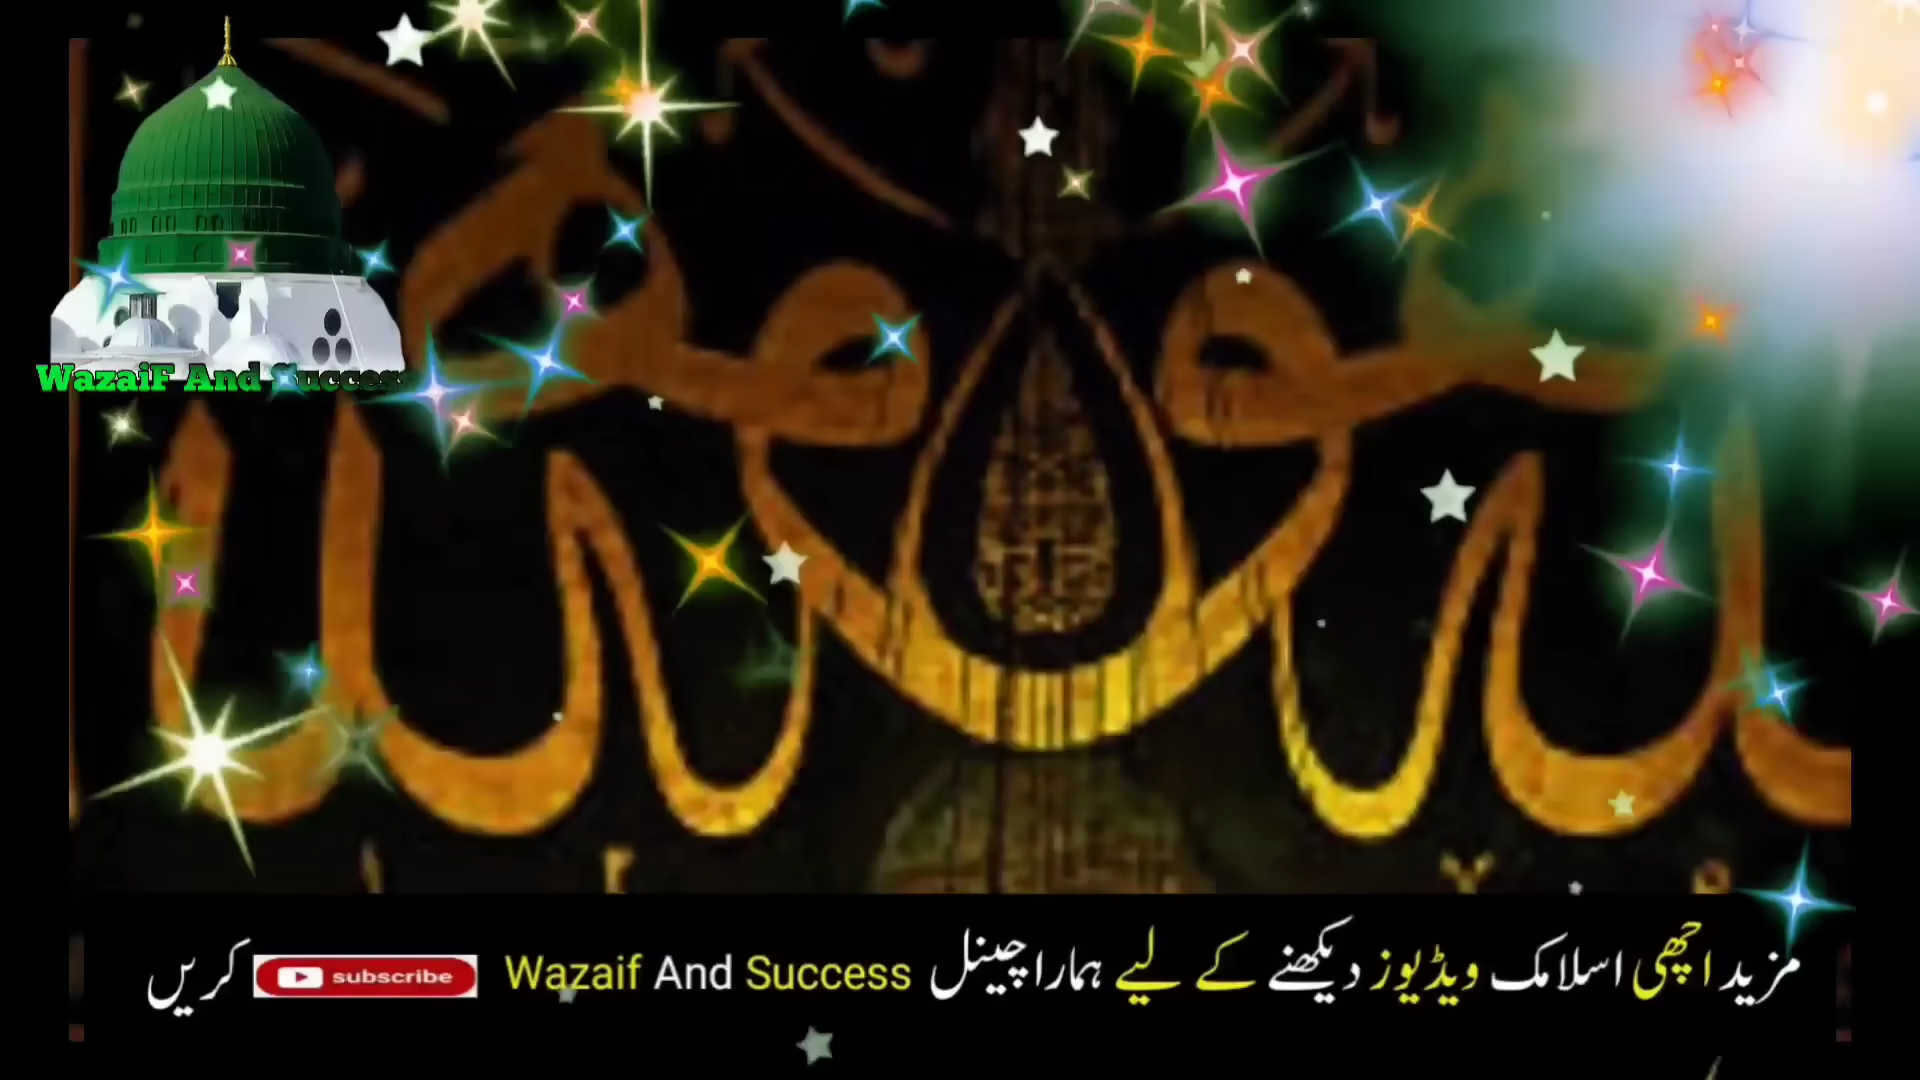 WazaiF And Success
مزید اچھی اسلامک ویڈیوز دیکھنے کے لیے ہمارا چینل Wazaif And Success subscribe کریں